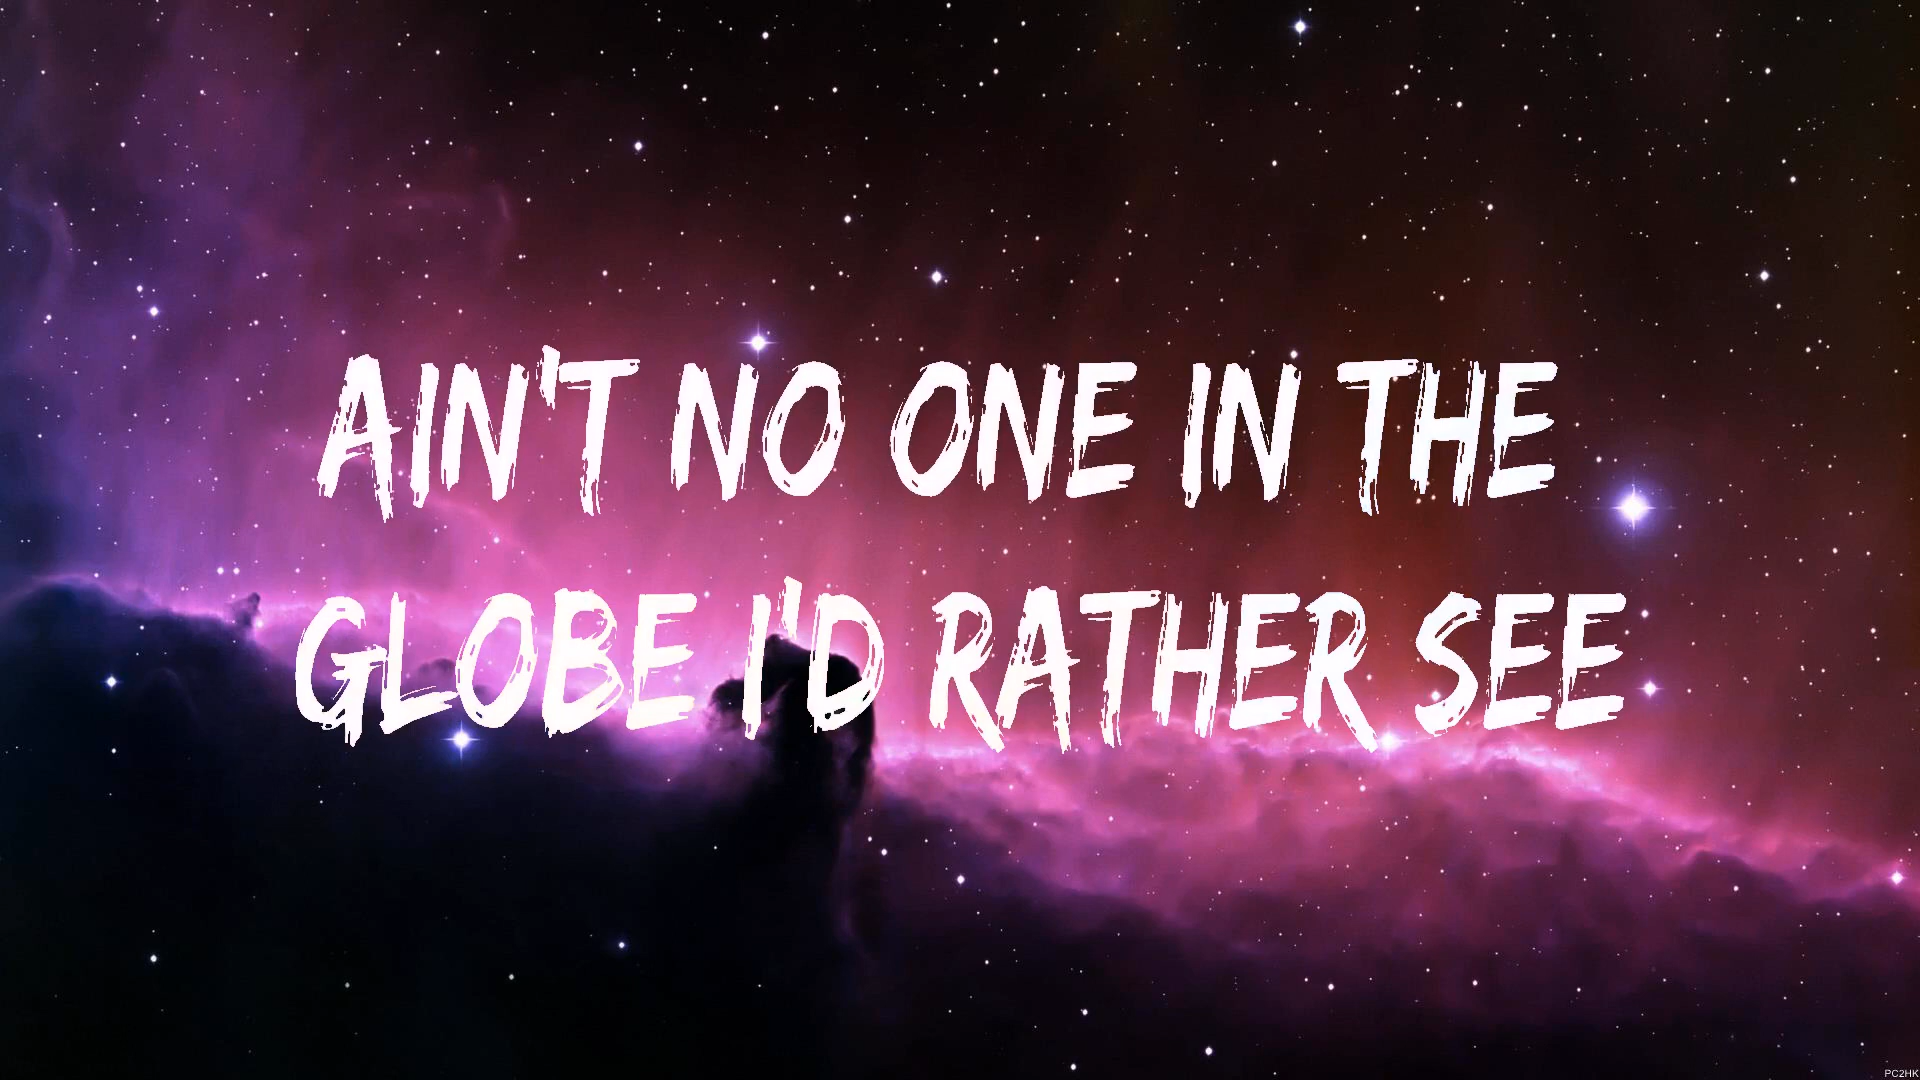 AIN'T NO ONE IN THE
GLOBE I'D RATHER SEE
PC2HK